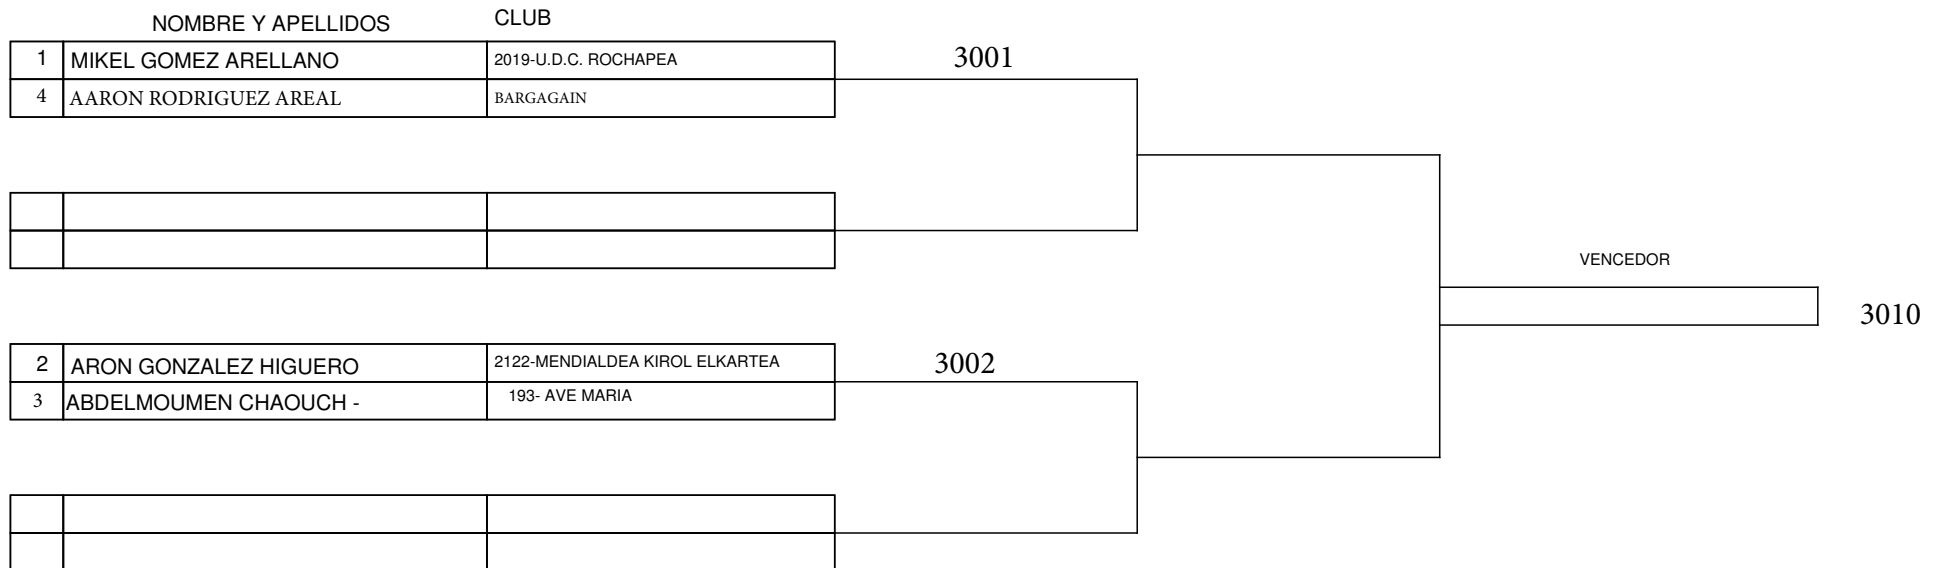 NOMBRE Y APELLIDOS CLUB
1 MIKEL GOMEZ ARELLANO 2019-U.D.C. ROCHAPEA 3001
4 AARON RODRIGUEZ AREAL BARGAGAIN
VENCEDOR
3010
2 ARON GONZALEZ HIGUERO 2122-MENDIALDEA KIROL ELKARTEA 3002
3 ABDELMOUMEN CHAOUCH - 193- AVE MARIA